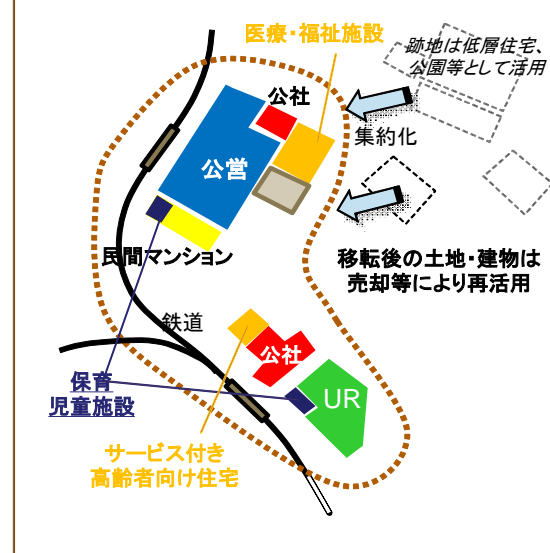 医療・福祉施設
跡地は低層住宅、
公園等として活用
公社
集約化
公営
民間マンション
移転後の土地・建物は
売却等により再活用
鉄道
公社
保育
児童施設
UR
サービス付き
高齢者向け住宅